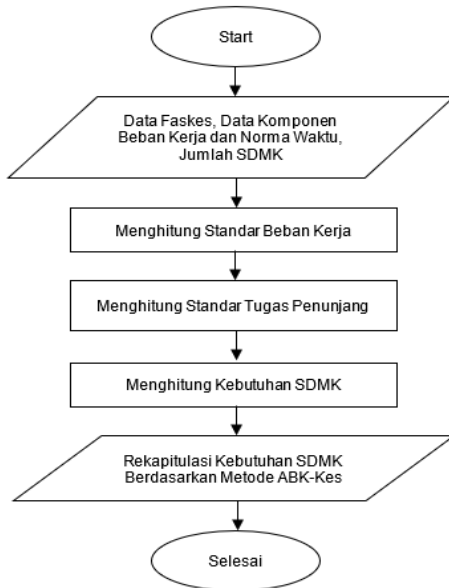 Start
Data Faskes, Data Komponen
Beban Kerja dan Norma Waktu,
Jumlah SDMK
Menghitung Standar Beban Kerja
Menghitung Standar Tugas Penunjang
Menghitung Kebutuhan SDMK
Rekapitulasi Kebutuhan SDMK
Berdasarkan Metode ABK-Kes
Selesai